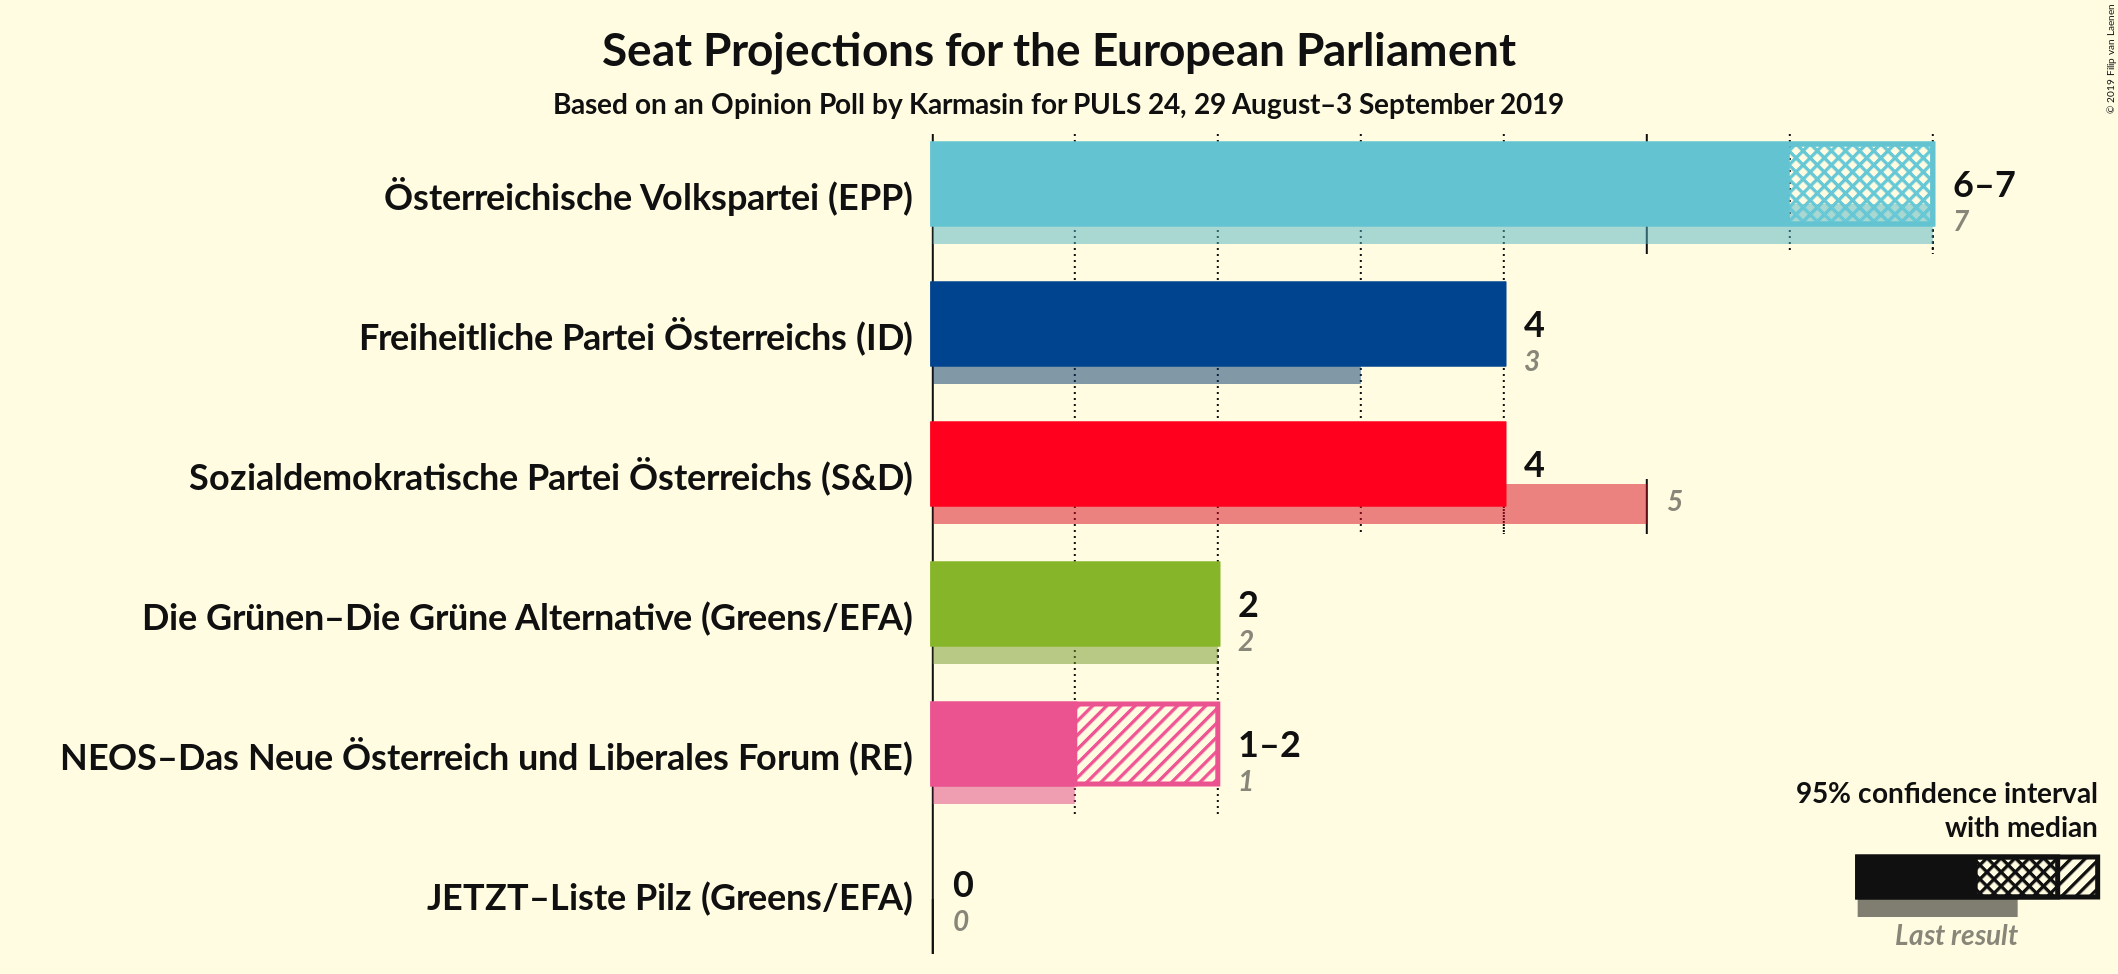 Seat Projections for the European Parliament
Based on an Opinion Poll by Karmasin for PULS 24, 29 August–3 September 2019
© 2019 Filip van Laenen
Österreichische Volkspartei (EPP)
6–7
7
Freiheitliche Partei Österreichs (ID)
4
3
Sozialdemokratische Partei Österreichs (S&D)
4
5
Die Grünen–Die Grüne Alternative (Greens/EFA)
2
2
NEOS–Das Neue Österreich und Liberales Forum (RE)
1–2
1
JETZT–Liste Pilz (Greens/EFA)
0
0
95% confidence interval
with median
Last result